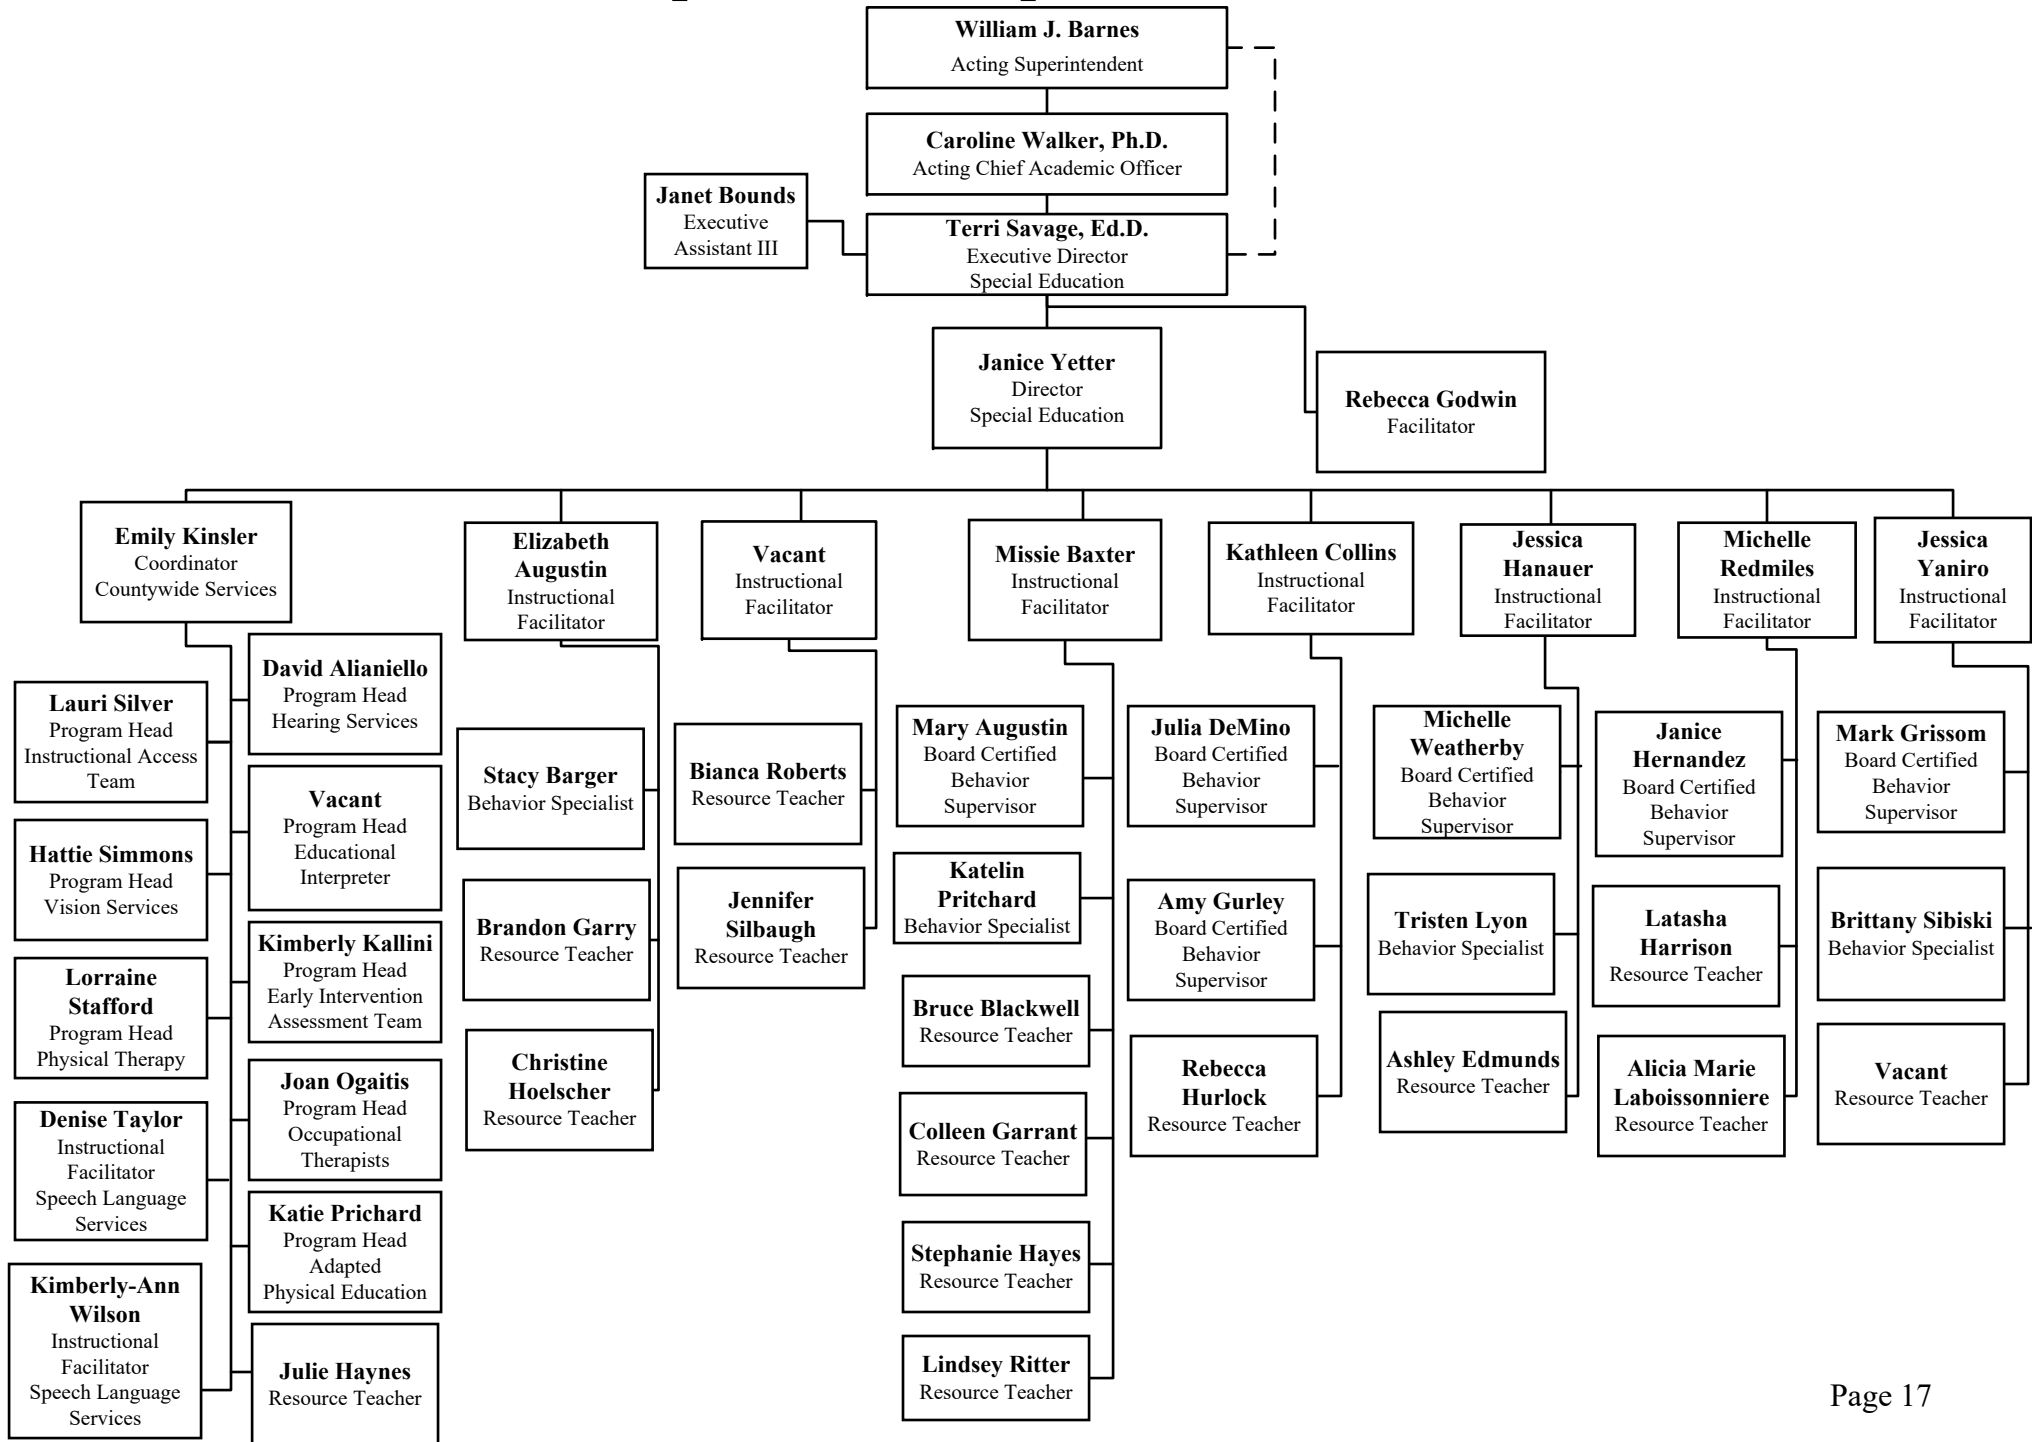 William J. Barnes
Acting Superintendent
Caroline Walker, Ph.D.
Acting Chief Academic Officer
Janet Bounds
Executive
Assistant III
Terri Savage, Ed.D.
Executive Director
Special Education
Janice Yetter
Director
Special Education
Rebecca Godwin
Facilitator
Emily Kinsler
Coordinator
Countywide Services
David Alianiello
Program Head
Hearing Services
Lauri Silver
Program Head
Instructional Access
Team
Vacant
Program Head
Educational
Interpreter
Hattie Simmons
Program Head
Vision Services
Kimberly Kallini
Program Head
Early Intervention
Assessment Team
Lorraine
Stafford
Program Head
Physical Therapy
Joan Ogaitis
Program Head
Occupational
Therapists
Denise Taylor
Instructional
Facilitator
Speech Language
Services
Katie Prichard
Program Head
Adapted
Physical Education
Kimberly-Ann
Wilson
Instructional
Facilitator
Speech Language
Services
Julie Haynes
Resource Teacher
Elizabeth
Augustin
Instructional
Facilitator
Stacy Barger
Behavior Specialist
Brandon Garry
Resource Teacher
Christine
Hoelscher
Resource Teacher
Vacant
Instructional
Facilitator
Bianca Roberts
Resource Teacher
Jennifer
Silbaugh
Resource Teacher
Missie Baxter
Instructional
Facilitator
Mary Augustin
Board Certified
Behavior
Supervisor
Katelin
Pritchard
Behavior Specialist
Bruce Blackwell
Resource Teacher
Colleen Garrant
Resource Teacher
Stephanie Hayes
Resource Teacher
Lindsey Ritter
Resource Teacher
Kathleen Collins
Instructional
Facilitator
Julia DeMino
Board Certified
Behavior
Supervisor
Amy Gurley
Board Certified
Behavior
Supervisor
Rebecca
Hurlock
Resource Teacher
Jessica
Hanauer
Instructional
Facilitator
Michelle
Weatherby
Board Certified
Behavior
Supervisor
Tristen Lyon
Behavior Specialist
Ashley Edmunds
Resource Teacher
Michelle
Redmiles
Instructional
Facilitator
Janice
Hernandez
Board Certified
Behavior
Supervisor
Latasha
Harrison
Resource Teacher
Alicia Marie
Laboissonniere
Resource Teacher
Jessica
Yaniro
Instructional
Facilitator
Mark Grissom
Board Certified
Behavior
Supervisor
Brittany Sibiski
Behavior Specialist
Vacant
Resource Teacher
Page 17